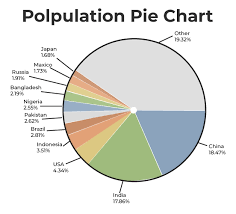 Polpulation Pie Chart
Other
19.32%
Japan
1.68%
Mexico
1.73%
Russia
1.91%
Bangladesh
2.19%
Nigeria
2.55%
Pakistan
2.62%
Brazil
2.81%
Indonesia
3.51%
USA
4.34%
India
17.86%
China
18.47%